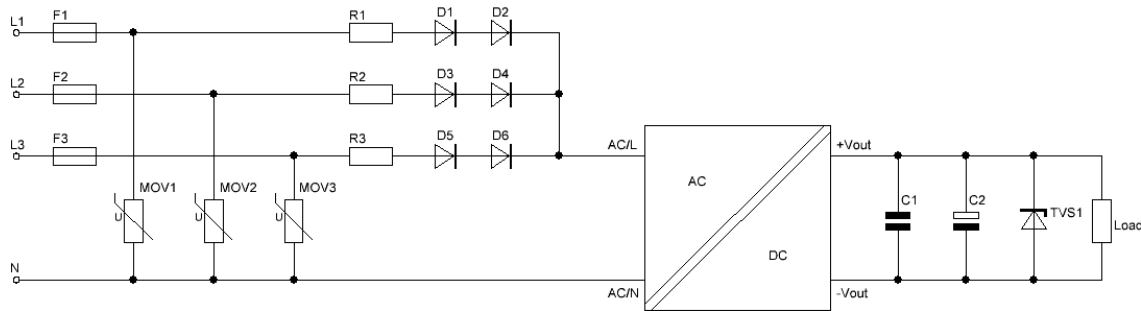 L1 F1 R1 D1 D2
L2 F2 R2 D3 D4
L3 F3 R3 D5 D6 AC/L +Vout
AC
MOV1 MOV2 MOV3 C1 C2
I U I U I U TVS1 Load
DC
N AC/N -Vout